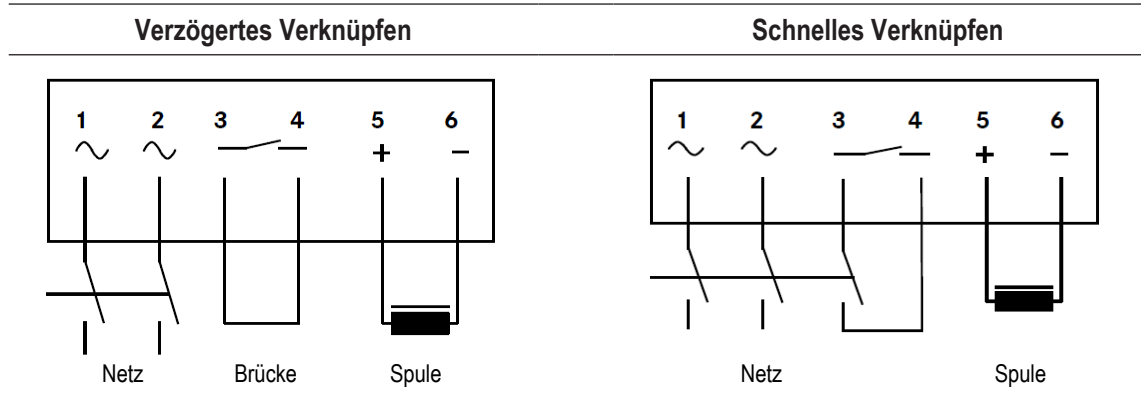 Verzögertes Verknüpfen
Schnelles Verknüpfen
1 2 3 4 5 6
+ −
Netz Brücke Spule
1 2 3 4 5 6
+ −
Netz Spule